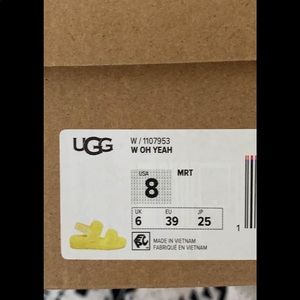 UGG
W / 1107953
W OH YEAH
USA
8
MRT
UK EU JP
6 39 25
MADE IN VIETNAM
FABRIQUÉ EN VIETNAM
1